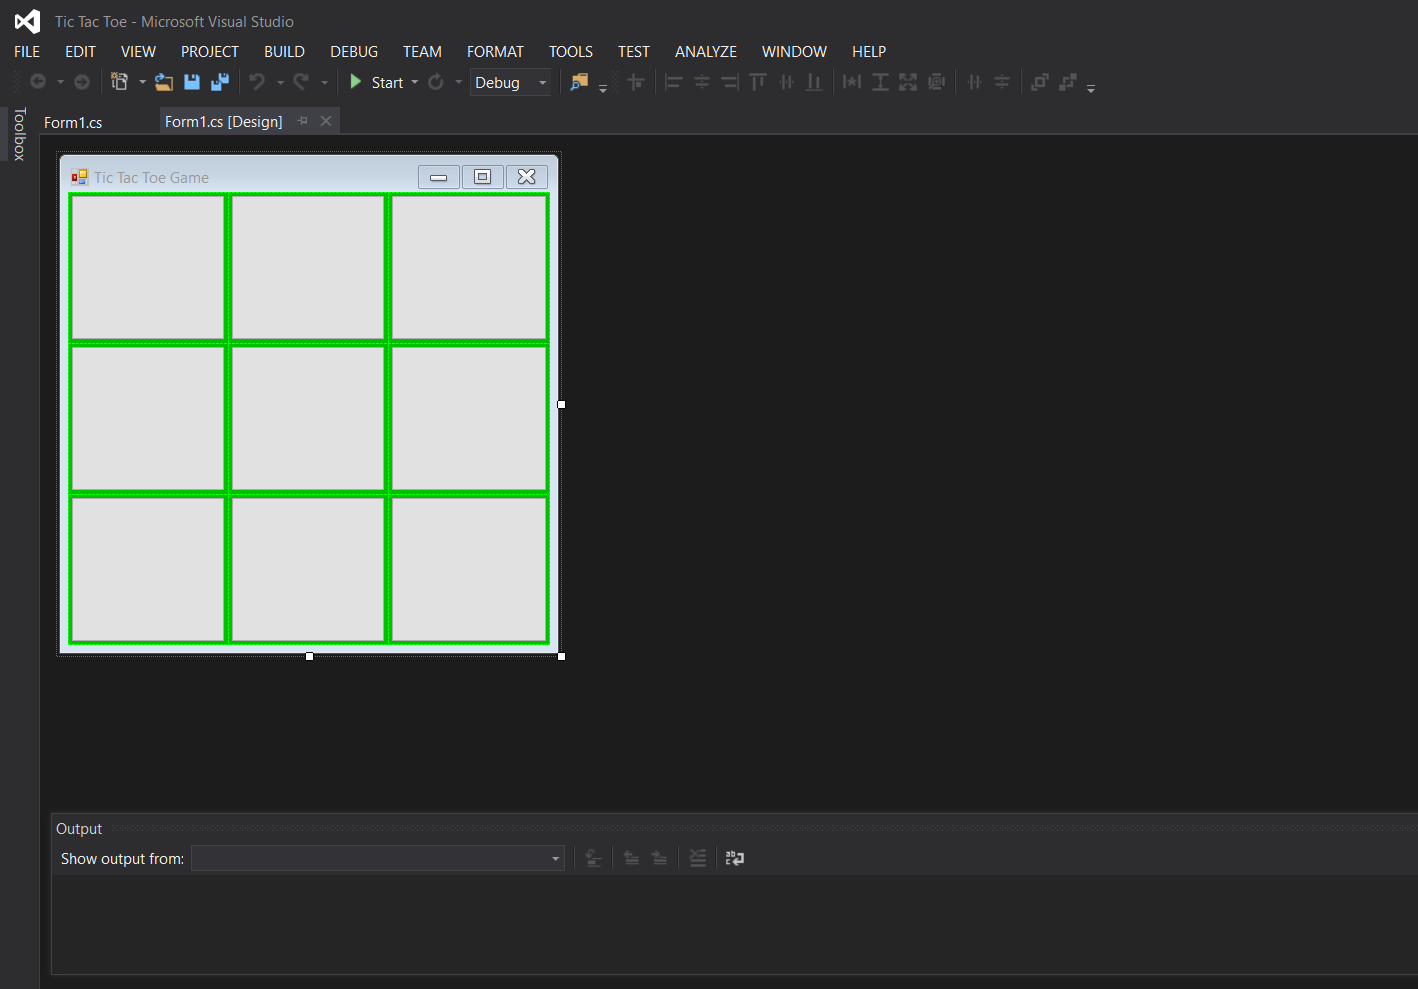 Tic Tac Toe - Microsoft Visual Studio
FILE EDIT VIEW PROJECT BUILD DEBUG TEAM FORMAT TOOLS TEST ANALYZE WINDOW HELP
Start Debug
Toolbox
Form1.cs Form1.cs [Design]
Tic Tac Toe Game
Output
Show output from: